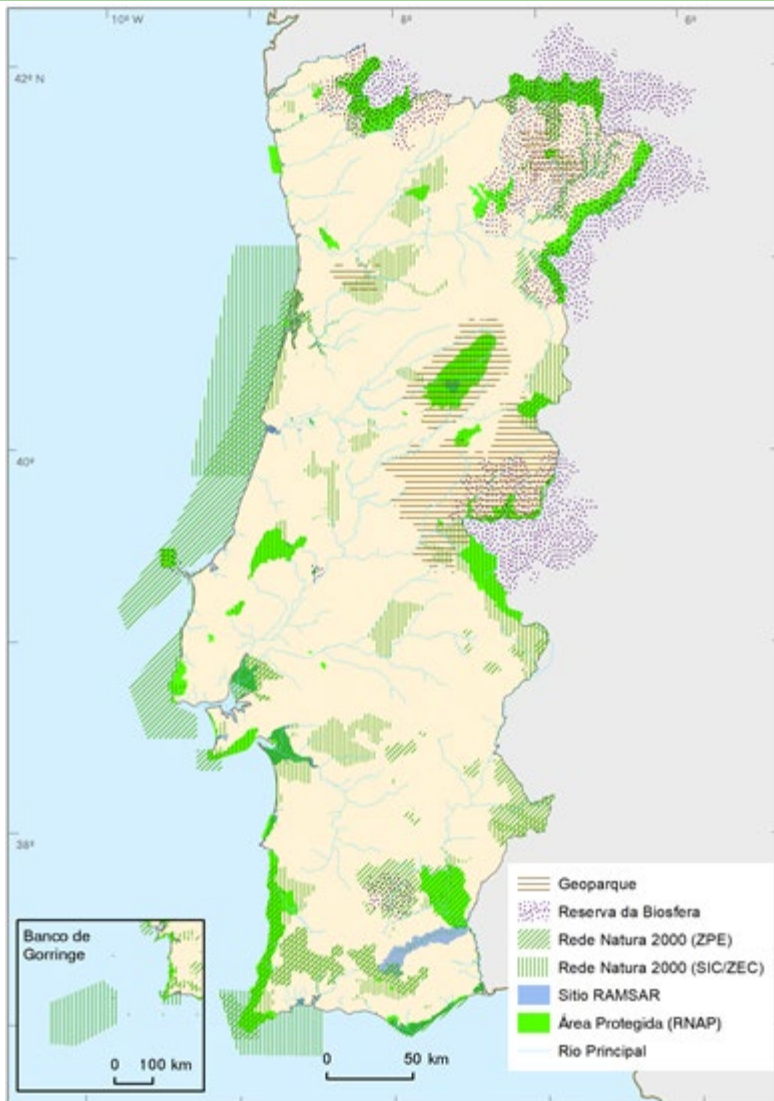 10º W
8º
6º
42º N
40º
38º
Geoparque
Reserva da Biosfera
Rede Natura 2000 (ZPE)
Rede Natura 2000 (SIC/ZEC)
Sítio RAMSAR
Área Protegida (RNAP)
Rio Principal
Banco de
Gorringe
0 100 km
0 50 km